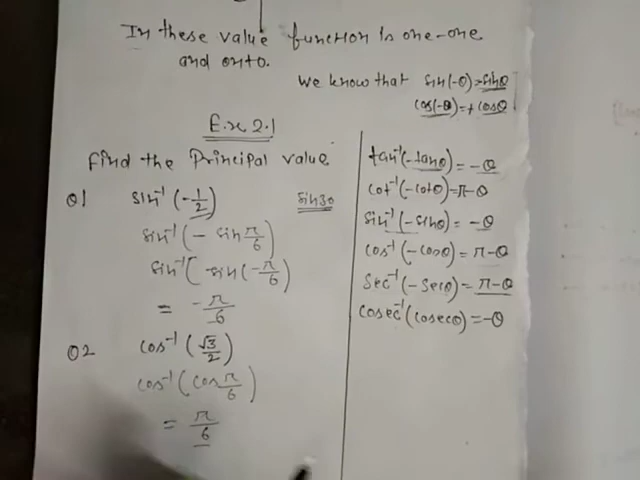 In these value function is one-one
and onto.
We know that sin(-θ)=-sinθ
cos(-θ)=+cosθ
Ex 2.1
Find the Principal value
Q1 sin⁻¹(-1/2) sin30
sin⁻¹(-sin π/6)
sin⁻¹(-sin(-π/6)
= -π/6
Q2 cos⁻¹(√3/2)
cos⁻¹(cos π/6)
= π/6
tan⁻¹(-tanθ) = -θ
cot⁻¹(-cotθ)=π-θ
sin⁻¹(-sinθ) = -θ
cos⁻¹(-cosθ) = π-θ
sec⁻¹(-secθ) = π-θ
cosec⁻¹(cosecθ)=-θ